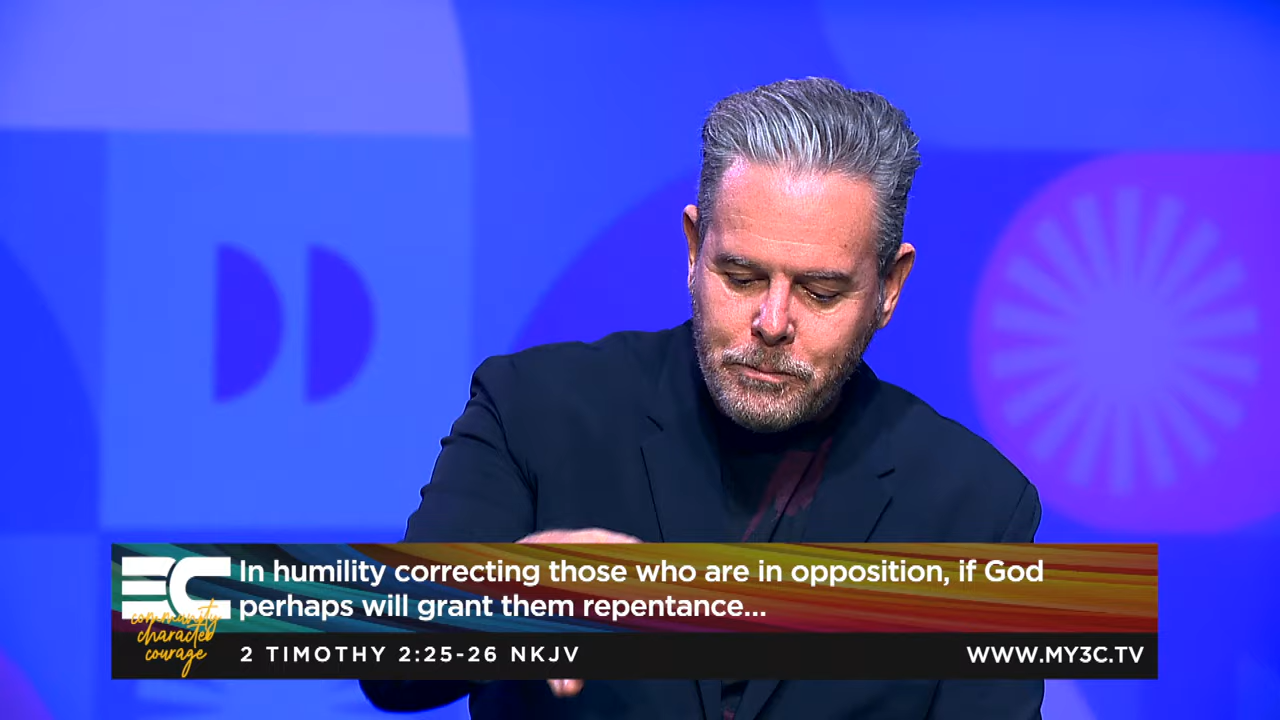 In humility correcting those who are in opposition, if God
perhaps will grant them repentance...
3C
community
character
courage
2 TIMOTHY 2:25-26 NKJV
WWW.MY3C.TV